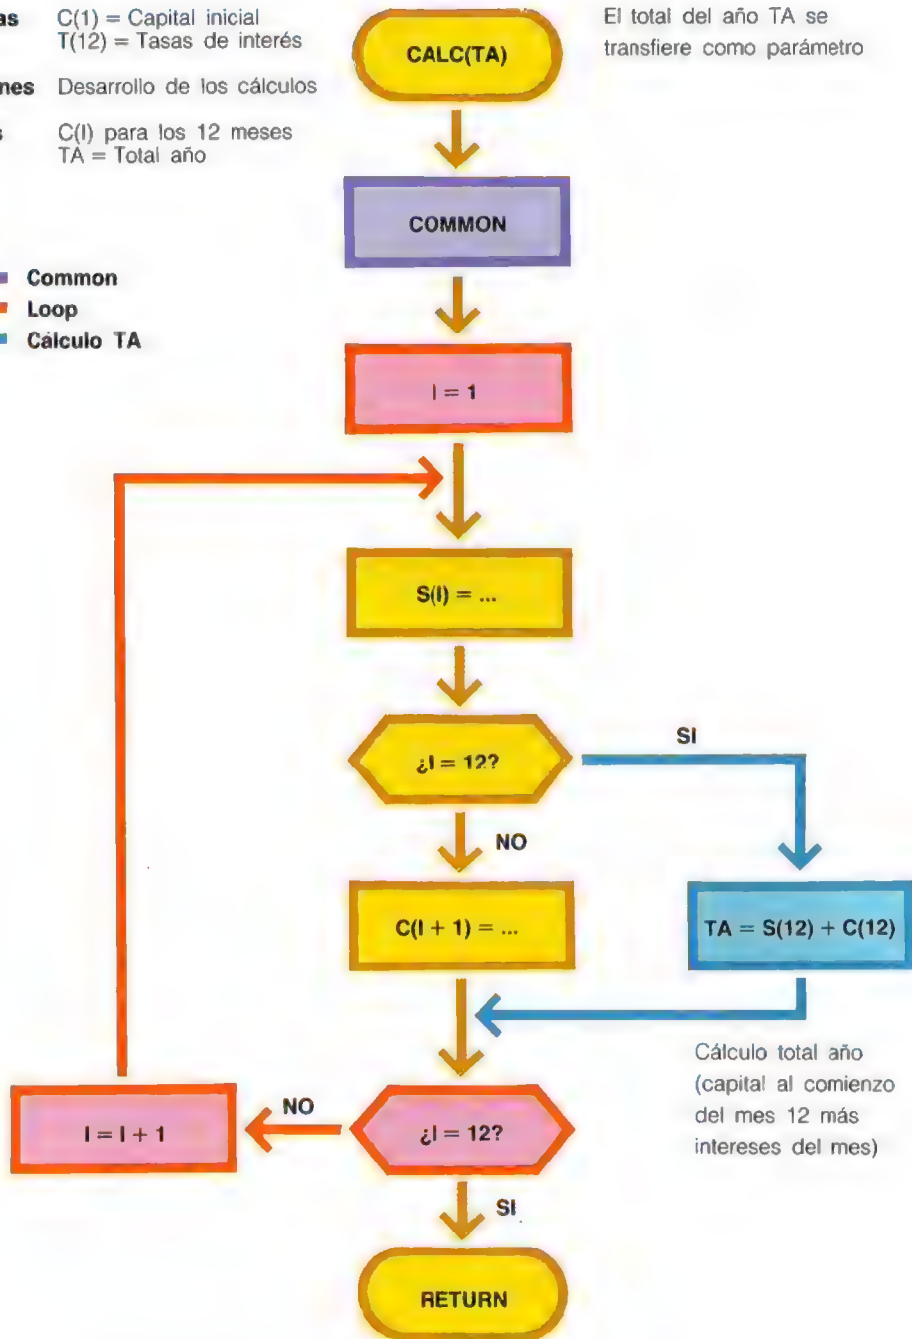 C(1) = Capital inicial
T(12) = Tasas de interés
Desarrollo de los cálculos
C(I) para los 12 meses
TA = Total año
Common
Loop
Cálculo TA
CALC(TA)
El total del año TA se
transfiere como parámetro
COMMON
I = 1
S(I) = ...
¿I = 12?
SI
NO
C(I + 1) = ...
TA = S(12) + C(12)
Cálculo total año
(capital al comienzo
del mes 12 más
intereses del mes)
I = I + 1
NO
¿I = 12?
SI
RETURN